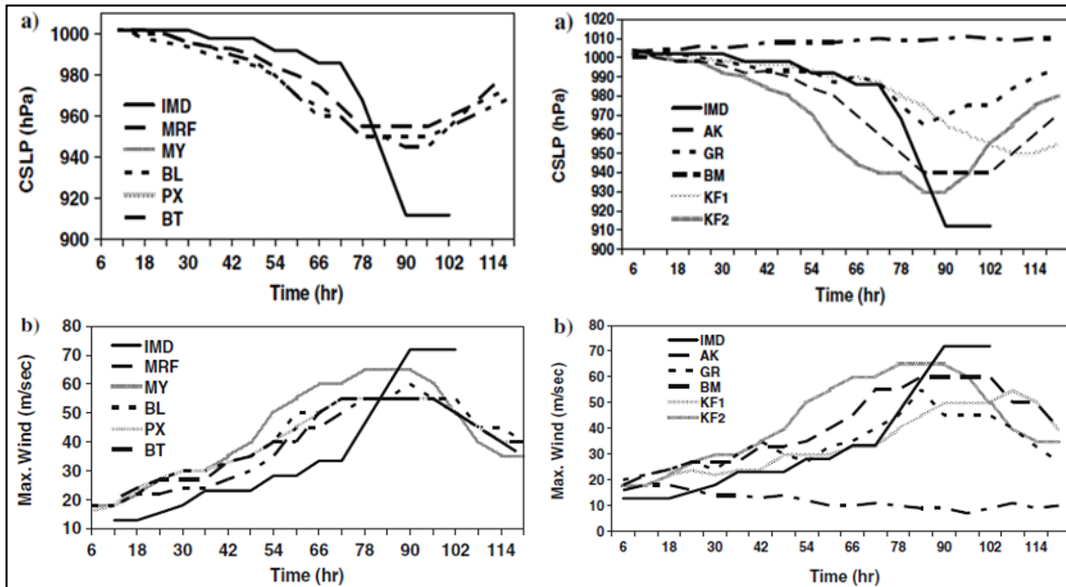 a)
1000
980
960
940
920
900
CSLP (hPa)
IMD
MRF
MY
BL
PX
BT
6 18 30 42 54 66 78 90 102 114
Time (hr)
a)
1020
1010
1000
990
980
970
960
950
940
930
920
910
900
CSLP (hPa)
IMD
AK
GR
BM
KF1
KF2
6 18 30 42 54 66 78 90 102 114
Time (hr)
b)
80
70
60
50
40
30
20
10
Max. Wind (m/sec)
IMD
MRF
MY
BL
PX
BT
6 18 30 42 54 66 78 90 102 114
Time (hr)
b)
80
70
60
50
40
30
20
10
0
Max. Wind (m/sec)
IMD
AK
GR
BM
KF1
KF2
6 18 30 42 54 66 78 90 102 114
Time (hr)